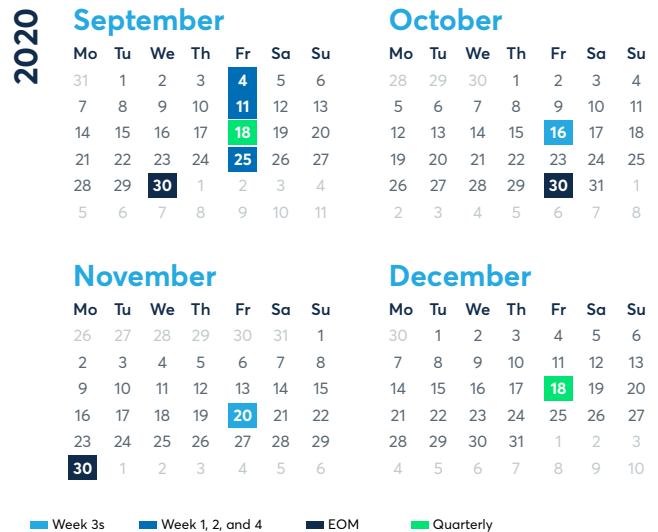 2020
September
Mo Tu We Th Fr Sa Su
31 1 2 3 4 5 6
7 8 9 10 11 12 13
14 15 16 17 18 19 20
21 22 23 24 25 26 27
28 29 30 1 2 3 4
5 6 7 8 9 10 11
October
Mo Tu We Th Fr Sa Su
28 29 30 1 2 3 4
5 6 7 8 9 10 11
12 13 14 15 16 17 18
19 20 21 22 23 24 25
26 27 28 29 30 31 1
2 3 4 5 6 7 8
November
Mo Tu We Th Fr Sa Su
26 27 28 29 30 31 1
2 3 4 5 6 7 8
9 10 11 12 13 14 15
16 17 18 19 20 21 22
23 24 25 26 27 28 29
30 1 2 3 4 5 6
December
Mo Tu We Th Fr Sa Su
30 1 2 3 4 5 6
7 8 9 10 11 12 13
14 15 16 17 18 19 20
21 22 23 24 25 26 27
28 29 30 31 1 2 3
4 5 6 7 8 9 10
Week 3s Week 1, 2, and 4 EOM Quarterly